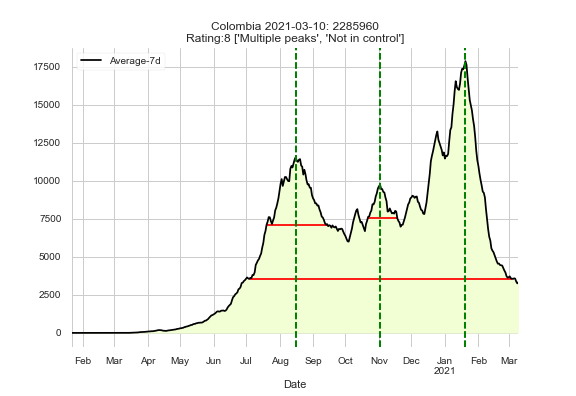 Colombia 2021-03-10: 2285960
Rating:8 ['Multiple peaks', 'Not in control']
Average-7d
17500
15000
12500
10000
7500
5000
2500
0
Feb Mar Apr May Jun Jul Aug Sep Oct Nov Dec Jan Feb Mar
2021
Date